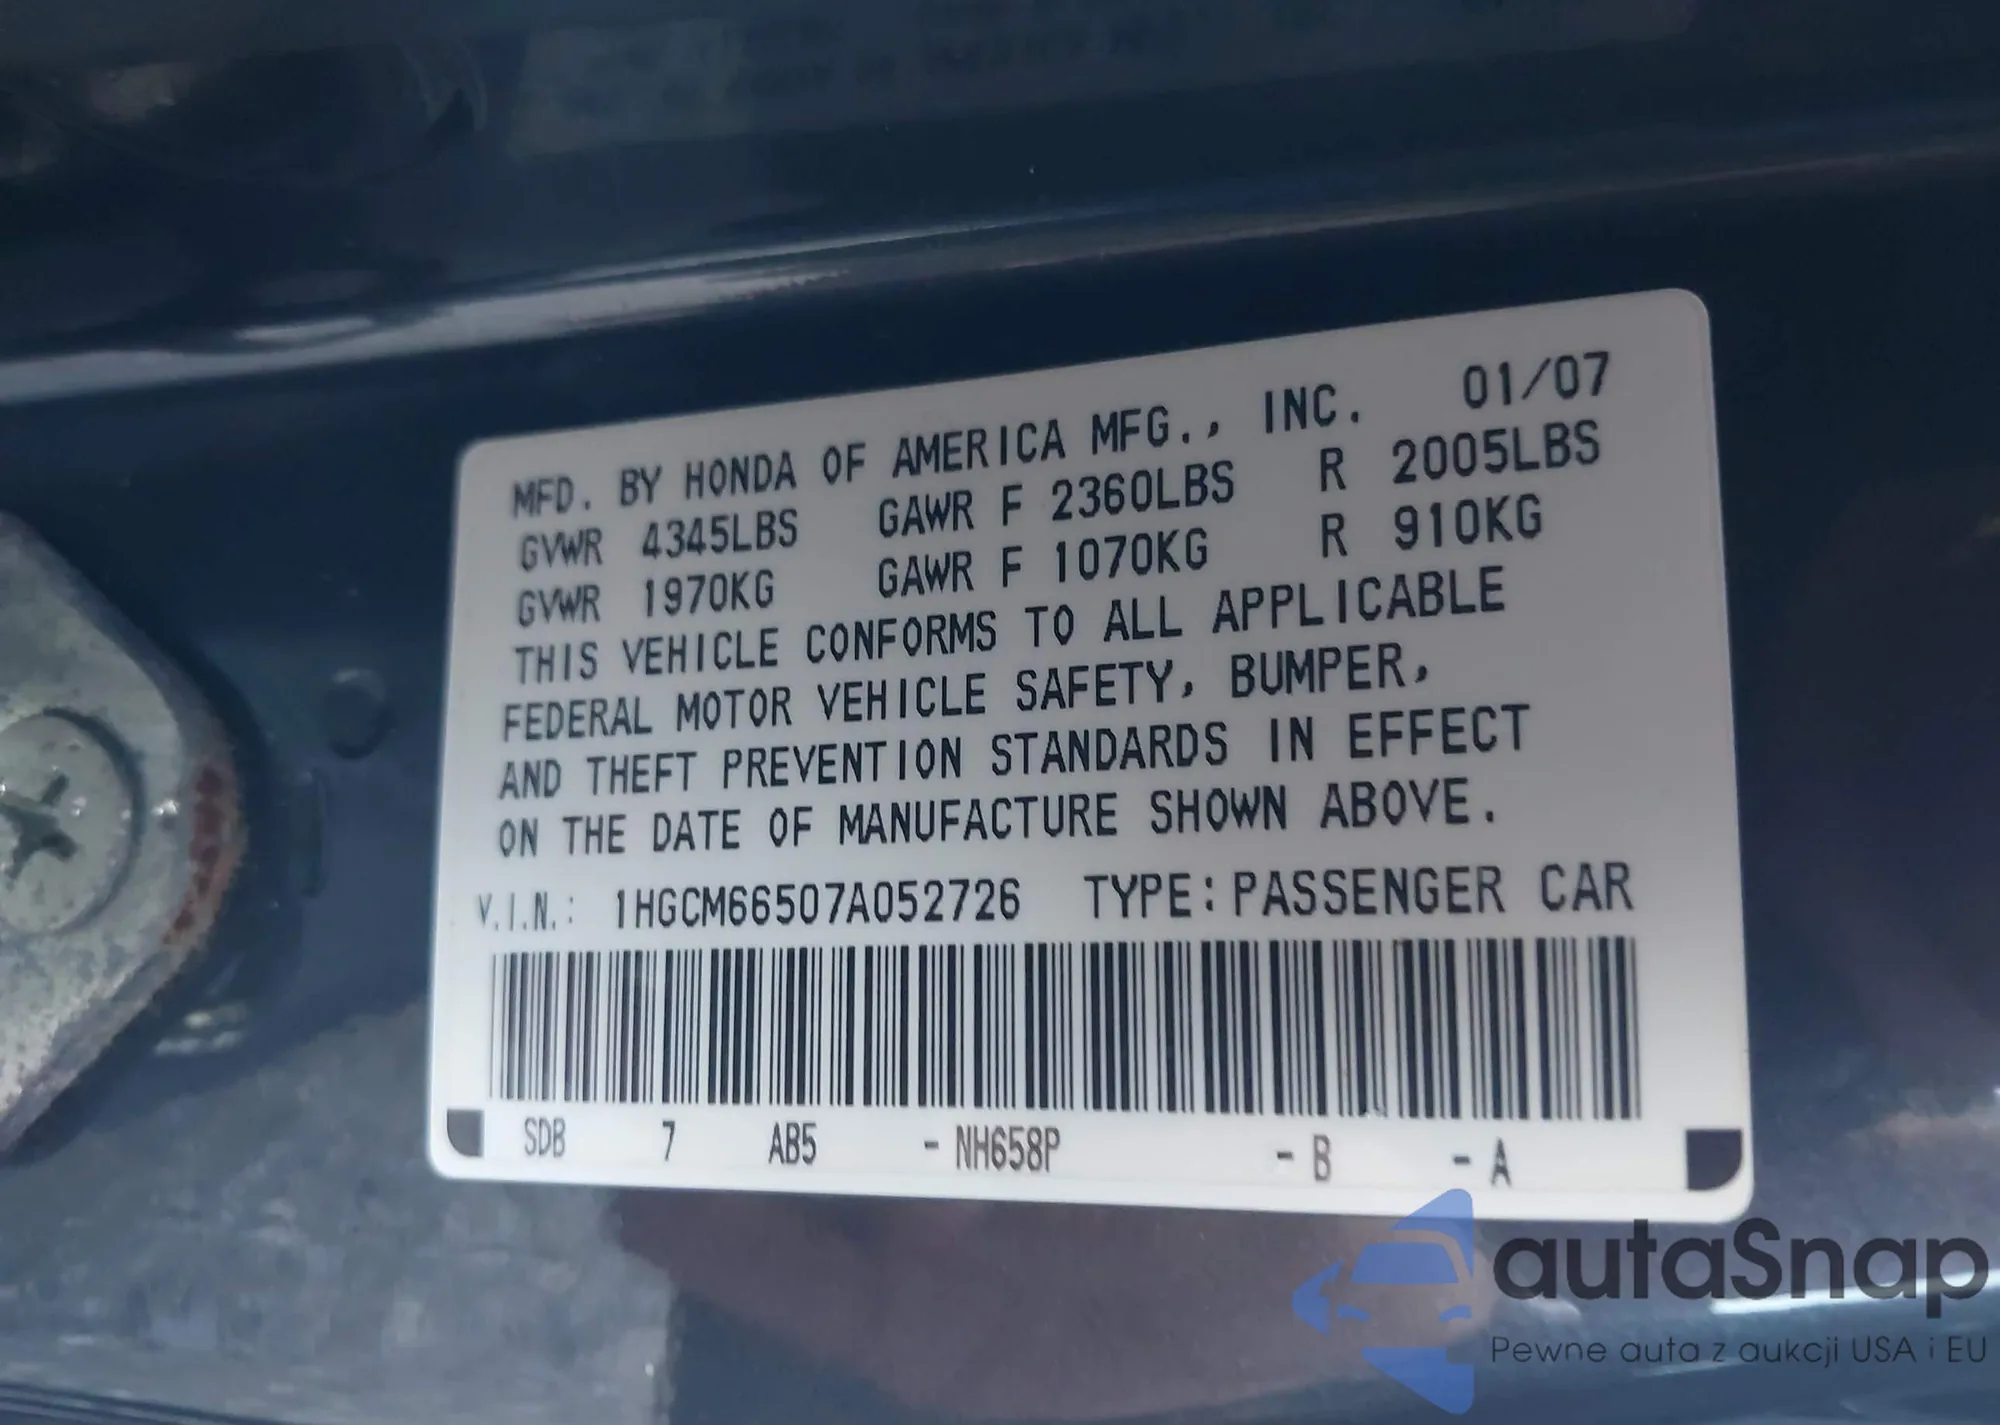 MFD. BY HONDA OF AMERICA MFG., INC. 01/07
GVWR 4345LBS GAWR F 2360LBS R 2005LBS
GVWR 1970KG GAWR F 1070KG R 910KG
THIS VEHICLE CONFORMS TO ALL APPLICABLE
FEDERAL MOTOR VEHICLE SAFETY, BUMPER,
AND THEFT PREVENTION STANDARDS IN EFFECT
ON THE DATE OF MANUFACTURE SHOWN ABOVE.
V.I.N.: 1HGCM66507A052726 TYPE: PASSENGER CAR
SDB 7 AB5 - NH658P - B - A
autaSnap
Pewne auta z aukcji USA i EU